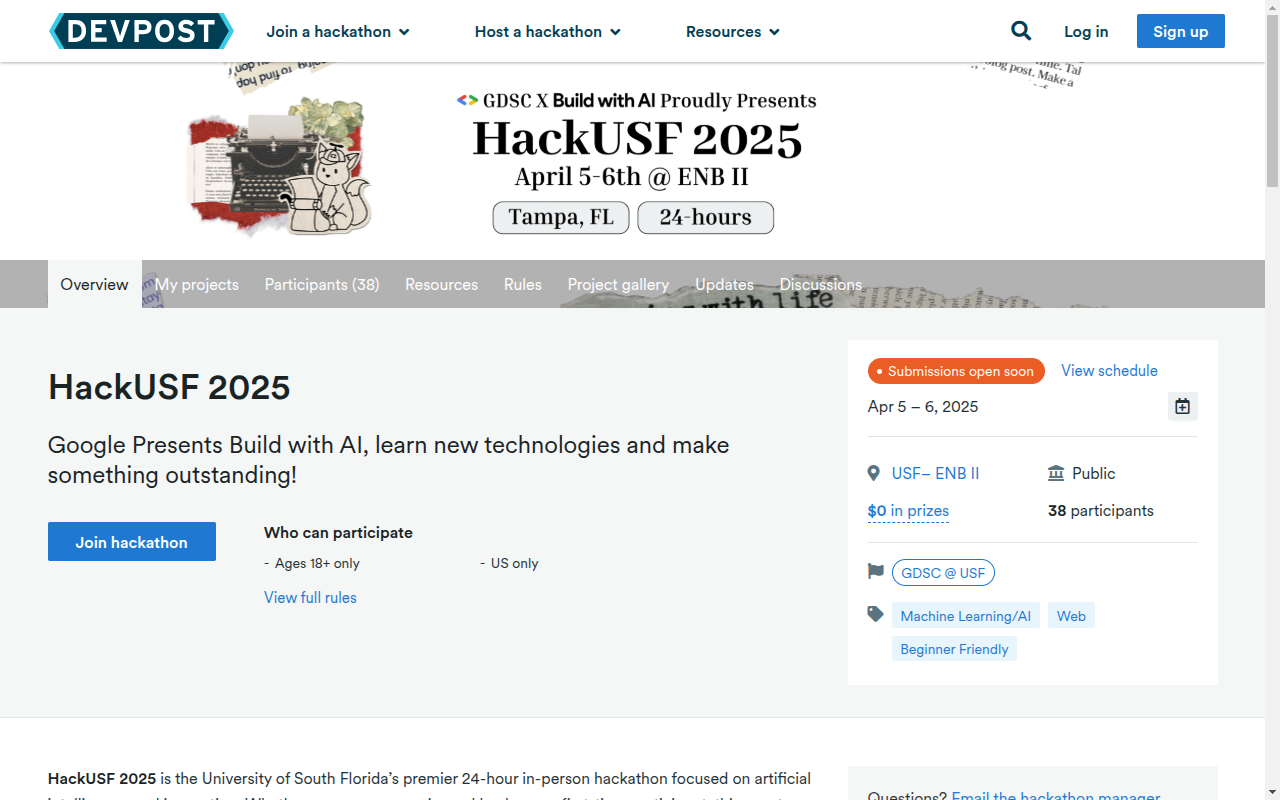 DEVPOST
Join a hackathon
Host a hackathon
Resources
Log in
Sign up
GDSC X Build with AI Proudly Presents
HackUSF 2025
April 5-6th @ ENB II
Tampa, FL
24-hours
Overview
My projects
Participants (38)
Resources
Rules
Project gallery
Updates
Discussions
HackUSF 2025
Submissions open soon
View schedule
Apr 5 – 6, 2025
Google Presents Build with AI, learn new technologies and make
something outstanding!
USF– ENB II
Public
$0 in prizes
38 participants
Join hackathon
Who can participate
- Ages 18+ only
- US only
View full rules
GDSC @ USF
Machine Learning/AI
Web
Beginner Friendly
HackUSF 2025 is the University of South Florida’s premier 24-hour in-person hackathon focused on artificial
Questions? Email the hackathon manager